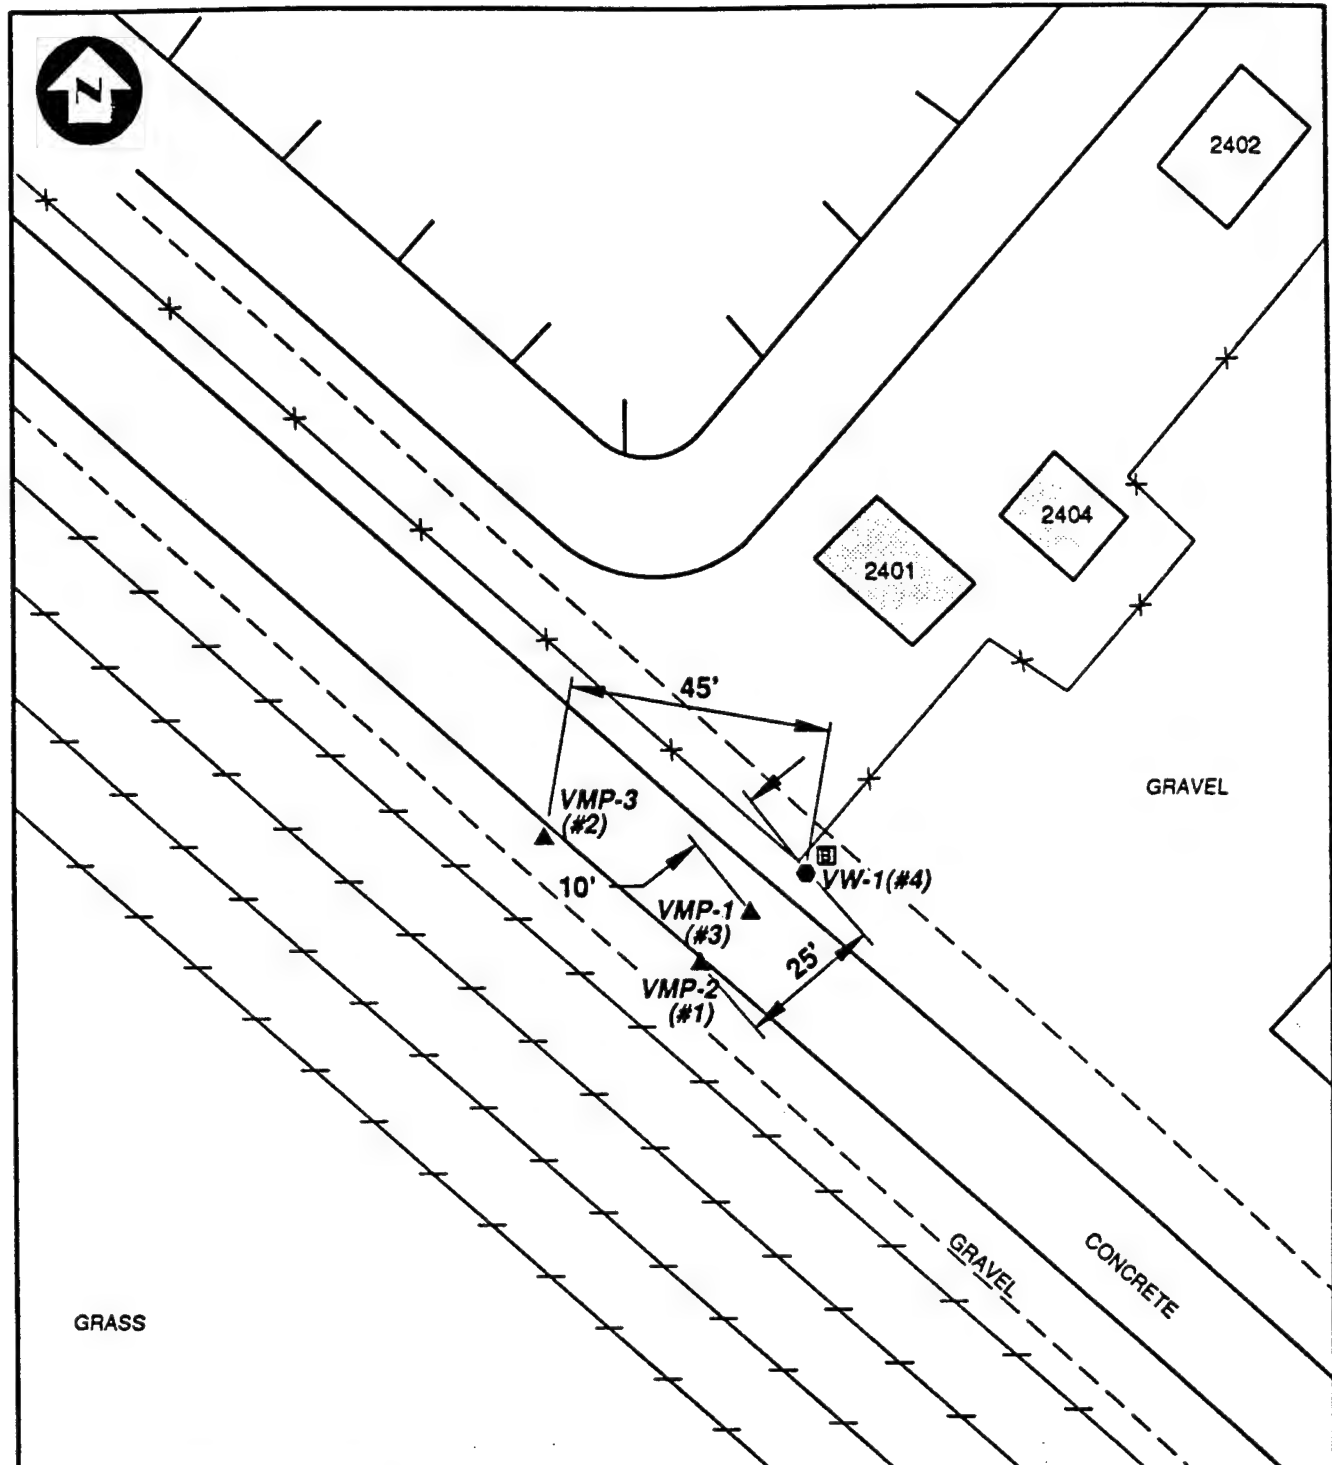 N
2402
2404
2401
45'
GRAVEL
VMP-3
(#2)
B
VW-1(#4)
10'
VMP-1
(#3)
25'
VMP-2
(#1)
GRAVEL
CONCRETE
GRASS